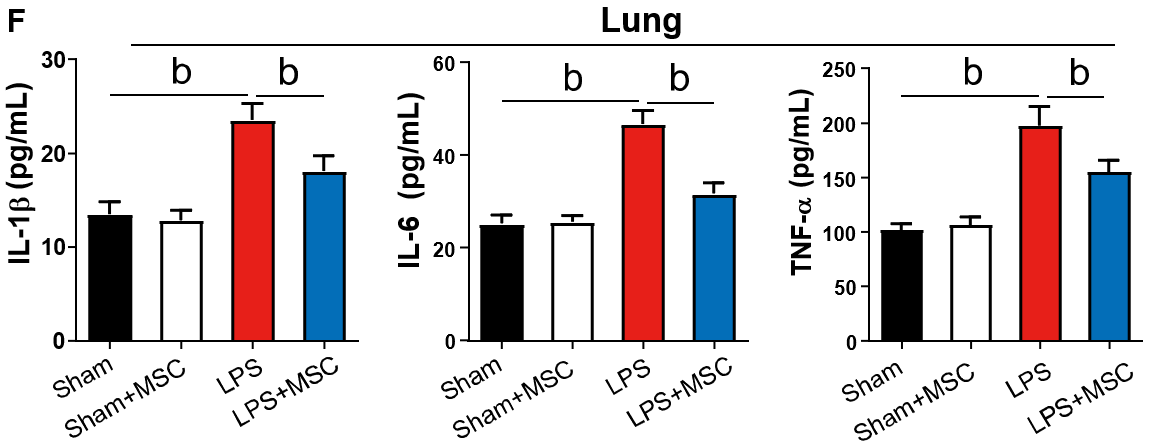 F
Lung
IL-1β (pg/mL)
30
20
10
0
b
b
Sham
Sham+MSC
LPS
LPS+MSC
IL-6 (pg/mL)
60
40
20
0
b
b
Sham
Sham+MSC
LPS
LPS+MSC
TNF-α (pg/mL)
250
200
150
100
50
0
b
b
Sham
Sham+MSC
LPS
LPS+MSC